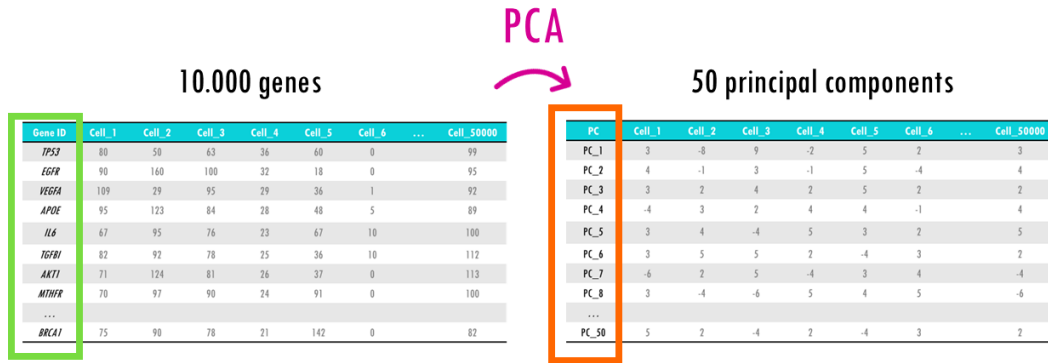 PCA
10.000 genes
50 principal components
Gene ID Cell_1 Cell_2 Cell_3 Cell_4 Cell_5 Cell_6 ... Cell_50000
TP53 80 50 63 36 60 0 99
EGFR 90 160 100 32 18 0 95
VEGFA 109 29 95 29 36 1 92
APOE 95 123 84 28 48 5 89
IL6 67 95 76 23 67 10 100
TGFB1 82 92 78 25 36 10 112
AKT1 71 124 81 26 37 0 113
MTHFR 70 97 90 24 91 0 100
...
BRCA1 75 90 78 21 142 0 82
PC Cell_1 Cell_2 Cell_3 Cell_4 Cell_5 Cell_6 ... Cell_50000
PC_1 3 -8 9 -2 5 2 3
PC_2 4 -1 3 -1 5 -4 4
PC_3 3 2 4 2 5 2 2
PC_4 -4 3 2 4 4 -1 4
PC_5 3 4 -4 5 3 2 5
PC_6 3 5 5 2 -4 3 2
PC_7 -6 2 5 -4 3 4 -4
PC_8 3 -4 -6 5 4 5 -6
...
PC_50 5 2 -4 2 -4 3 2